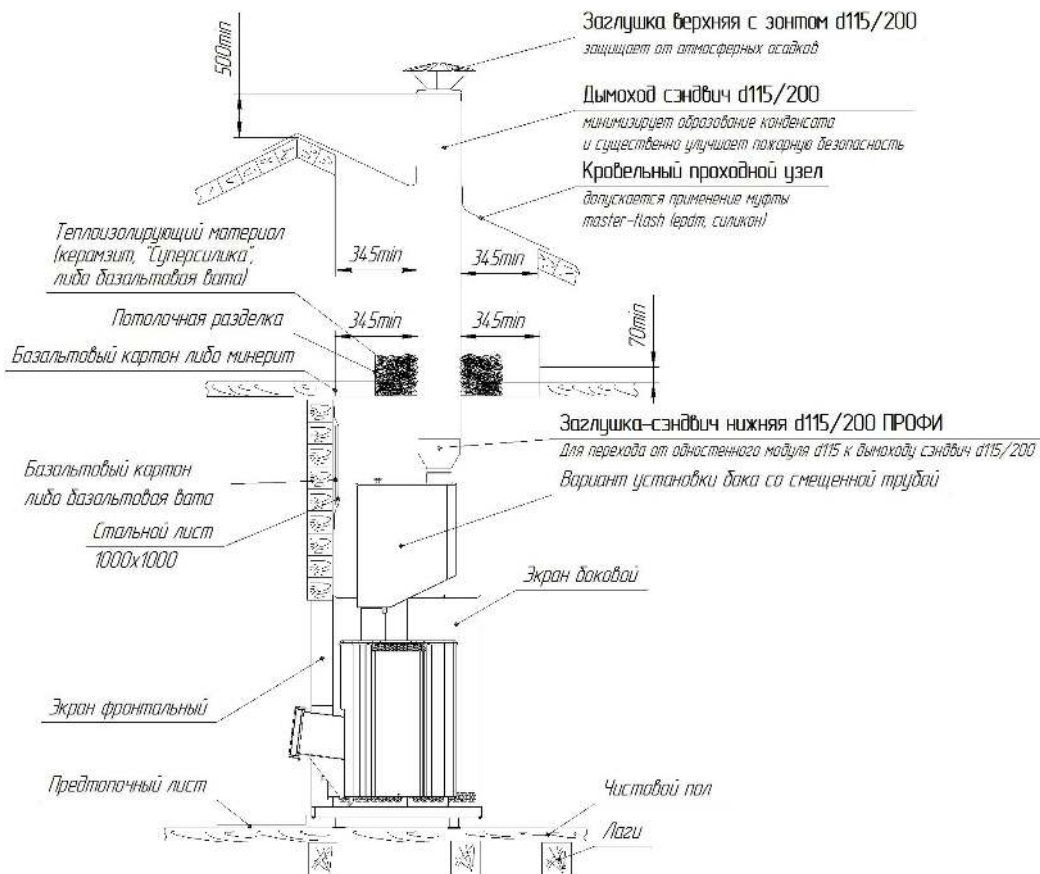 500min
Заглушка верхняя с зонтом d115/200
защищает от атмосферных осадков
Дымоход сэндвич d115/200
минимизирует образование конденсата
и существенно улучшает пожарную безопасность
Кровельный проходной узел
допускается применение муфты
master-flash (epdm, силикон)
Теплоизолирующий материал
(керамзит, "Суперсилика",
либо базальтовая вата)
345min
345min
Потолочная разделка
345min
345min
70min
Базальтовый картон либо минерит
Заглушка-сэндвич нижняя d115/200 ПРОФИ
Для перехода от одностенного модуля d115 к дымоходу сэндвич d115/200
Вариант установки бака со смещенной трубой
Базальтовый картон
либо базальтовая вата
Стальной лист
1000х1000
Экран боковой
Экран фронтальный
Предтопочный лист
Чистовой пол
Лаги